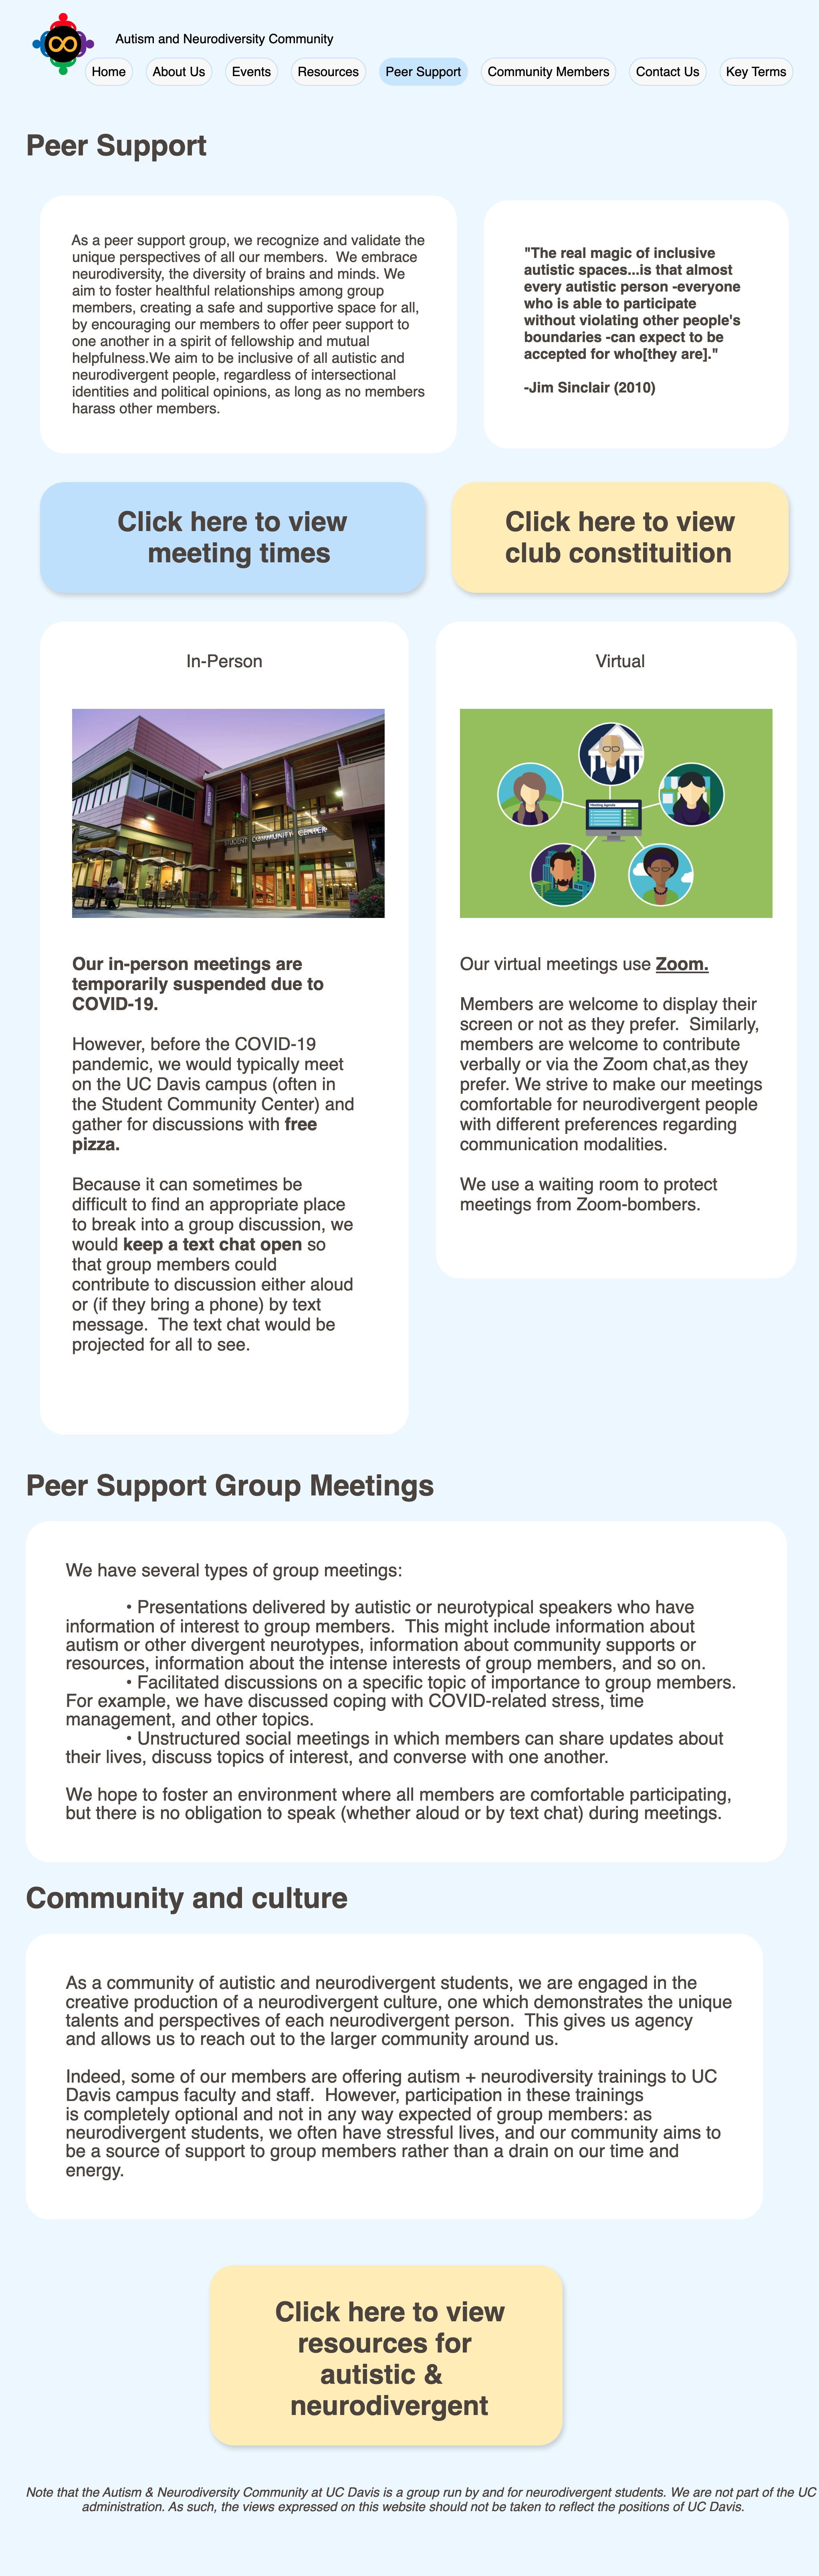 Autism and Neurodiversity Community
Home
About Us
Events
Resources
Peer Support
Community Members
Contact Us
Key Terms
Peer Support
As a peer support group, we recognize and validate the
unique perspectives of all our members.  We embrace
neurodiversity, the diversity of brains and minds. We
aim to foster healthful relationships among group
members, creating a safe and supportive space for all,
by encouraging our members to offer peer support to
one another in a spirit of fellowship and mutual
helpfulness.We aim to be inclusive of all autistic and
neurodivergent people, regardless of intersectional
identities and political opinions, as long as no members
harass other members.
"The real magic of inclusive
autistic spaces...is that almost
every autistic person -everyone
who is able to participate
without violating other people's
boundaries -can expect to be
accepted for who[they are]."
-Jim Sinclair (2010)
Click here to view
meeting times
Click here to view
club constituition
In-Person
STUDENT COMMUNITY CENTER
Our in-person meetings are
temporarily suspended due to
COVID-19.
However, before the COVID-19
pandemic, we would typically meet
on the UC Davis campus (often in
the Student Community Center) and
gather for discussions with free
pizza.
Because it can sometimes be
difficult to find an appropriate place
to break into a group discussion, we
would keep a text chat open so
that group members could
contribute to discussion either aloud
or (if they bring a phone) by text
message.  The text chat would be
projected for all to see.
Virtual
Meeting Agenda
Our virtual meetings use Zoom.
Members are welcome to display their
screen or not as they prefer.  Similarly,
members are welcome to contribute
verbally or via the Zoom chat,as they
prefer. We strive to make our meetings
comfortable for neurodivergent people
with different preferences regarding
communication modalities.
We use a waiting room to protect
meetings from Zoom-bombers.
Peer Support Group Meetings
We have several types of group meetings:
• Presentations delivered by autistic or neurotypical speakers who have
information of interest to group members.  This might include information about
autism or other divergent neurotypes, information about community supports or
resources, information about the intense interests of group members, and so on.
• Facilitated discussions on a specific topic of importance to group members.
For example, we have discussed coping with COVID-related stress, time
management, and other topics.
• Unstructured social meetings in which members can share updates about
their lives, discuss topics of interest, and converse with one another.
We hope to foster an environment where all members are comfortable participating,
but there is no obligation to speak (whether aloud or by text chat) during meetings.
Community and culture
As a community of autistic and neurodivergent students, we are engaged in the
creative production of a neurodivergent culture, one which demonstrates the unique
talents and perspectives of each neurodivergent person.  This gives us agency
and allows us to reach out to the larger community around us.
Indeed, some of our members are offering autism + neurodiversity trainings to UC
Davis campus faculty and staff.  However, participation in these trainings
is completely optional and not in any way expected of group members: as
neurodivergent students, we often have stressful lives, and our community aims to
be a source of support to group members rather than a drain on our time and
energy.
Click here to view
resources for
autistic &
neurodivergent
Note that the Autism & Neurodiversity Community at UC Davis is a group run by and for neurodivergent students. We are not part of the UC
administration. As such, the views expressed on this website should not be taken to reflect the positions of UC Davis.